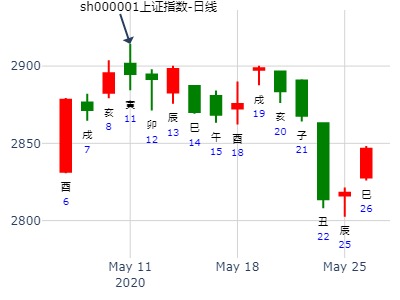 sh000001上证指数-日线
2900
2850
2800
酉
6
戌
7
亥
8
寅
11
卯
12
辰
13
巳
14
午
15
酉
18
戌
19
亥
20
子
21
丑
22
辰
25
巳
26
May 11
2020
May 18
May 25